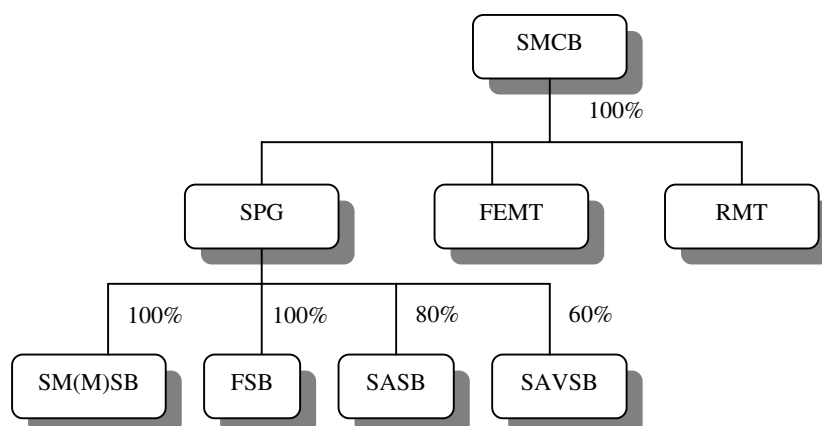 SMCB
100%
SPG
FEMT
RMT
100%
100%
80%
60%
SM(M)SB
FSB
SASB
SAVSB